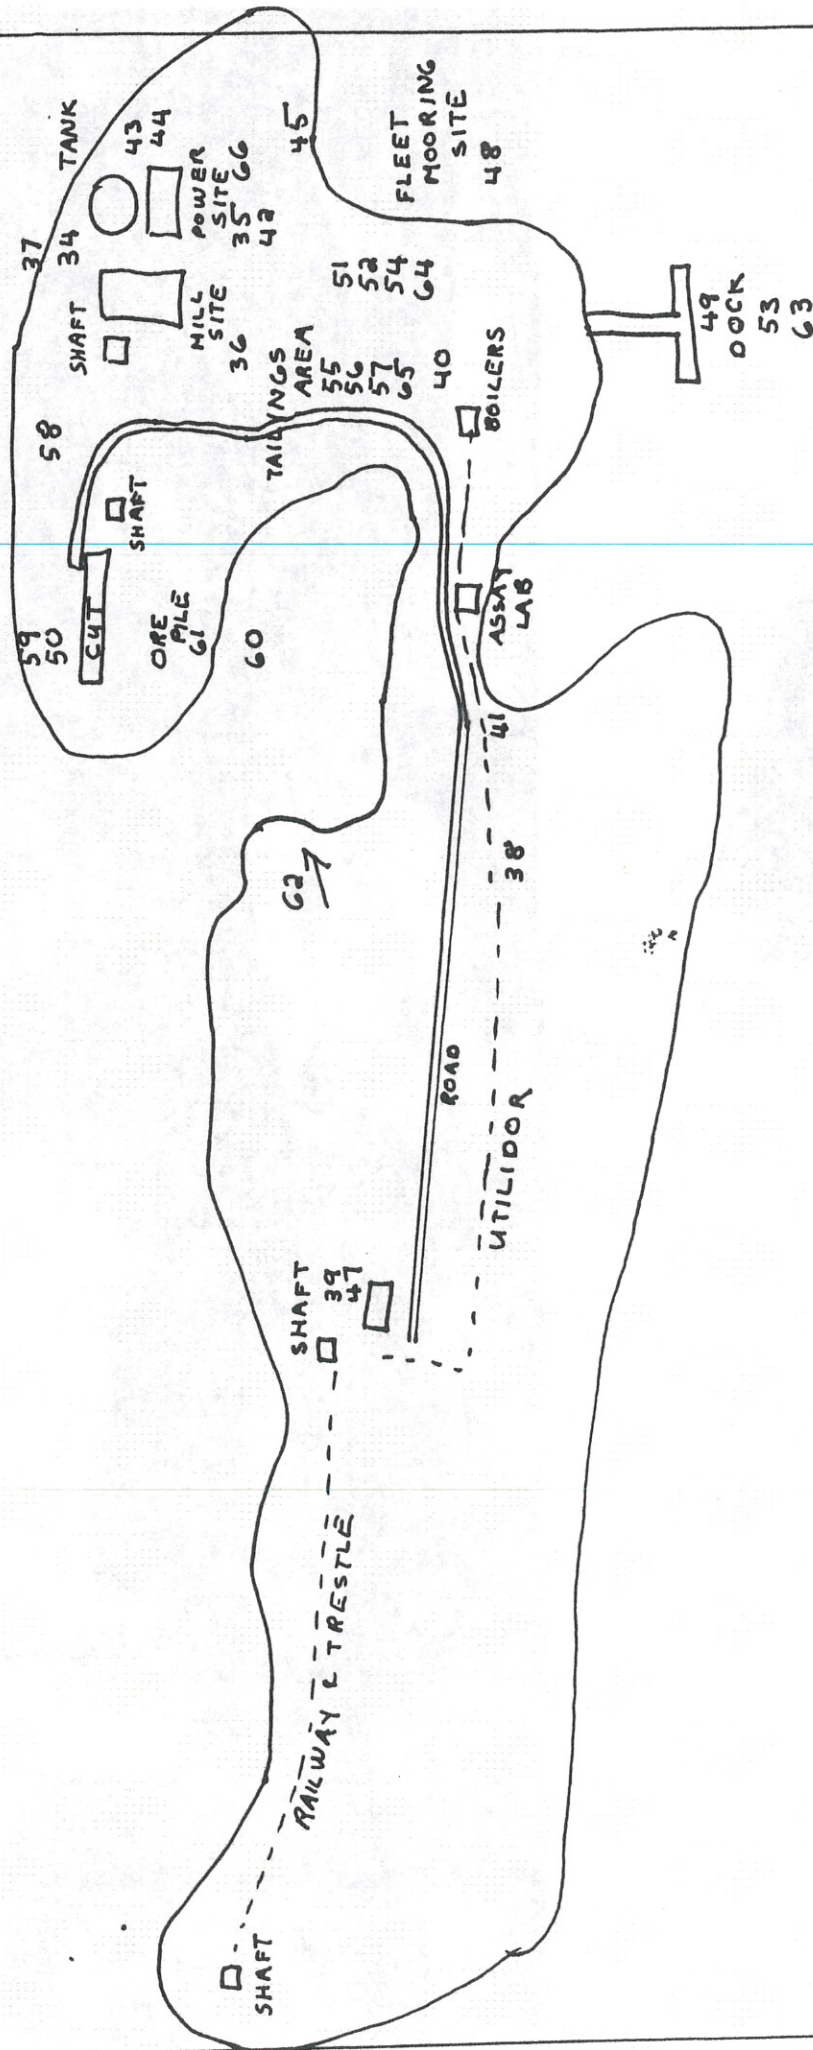 37
34
TANK
43
44
SHAFT
MILL
SITE
36
POWER
SITE
35 66
42
45
FLEET
MOORING
SITE
48
58
SHAFT
59
50
CUT
ORE
PILE
61
60
TAILINGS
AREA
55
56
57
65
51
52
54
64
40
BOILERS
49
DOCK
53
63
ASSAY
LAB
41
38
62
ROAD
UTILIDOR
SHAFT
39
47
RAILWAY & TRESTLE
SHAFT